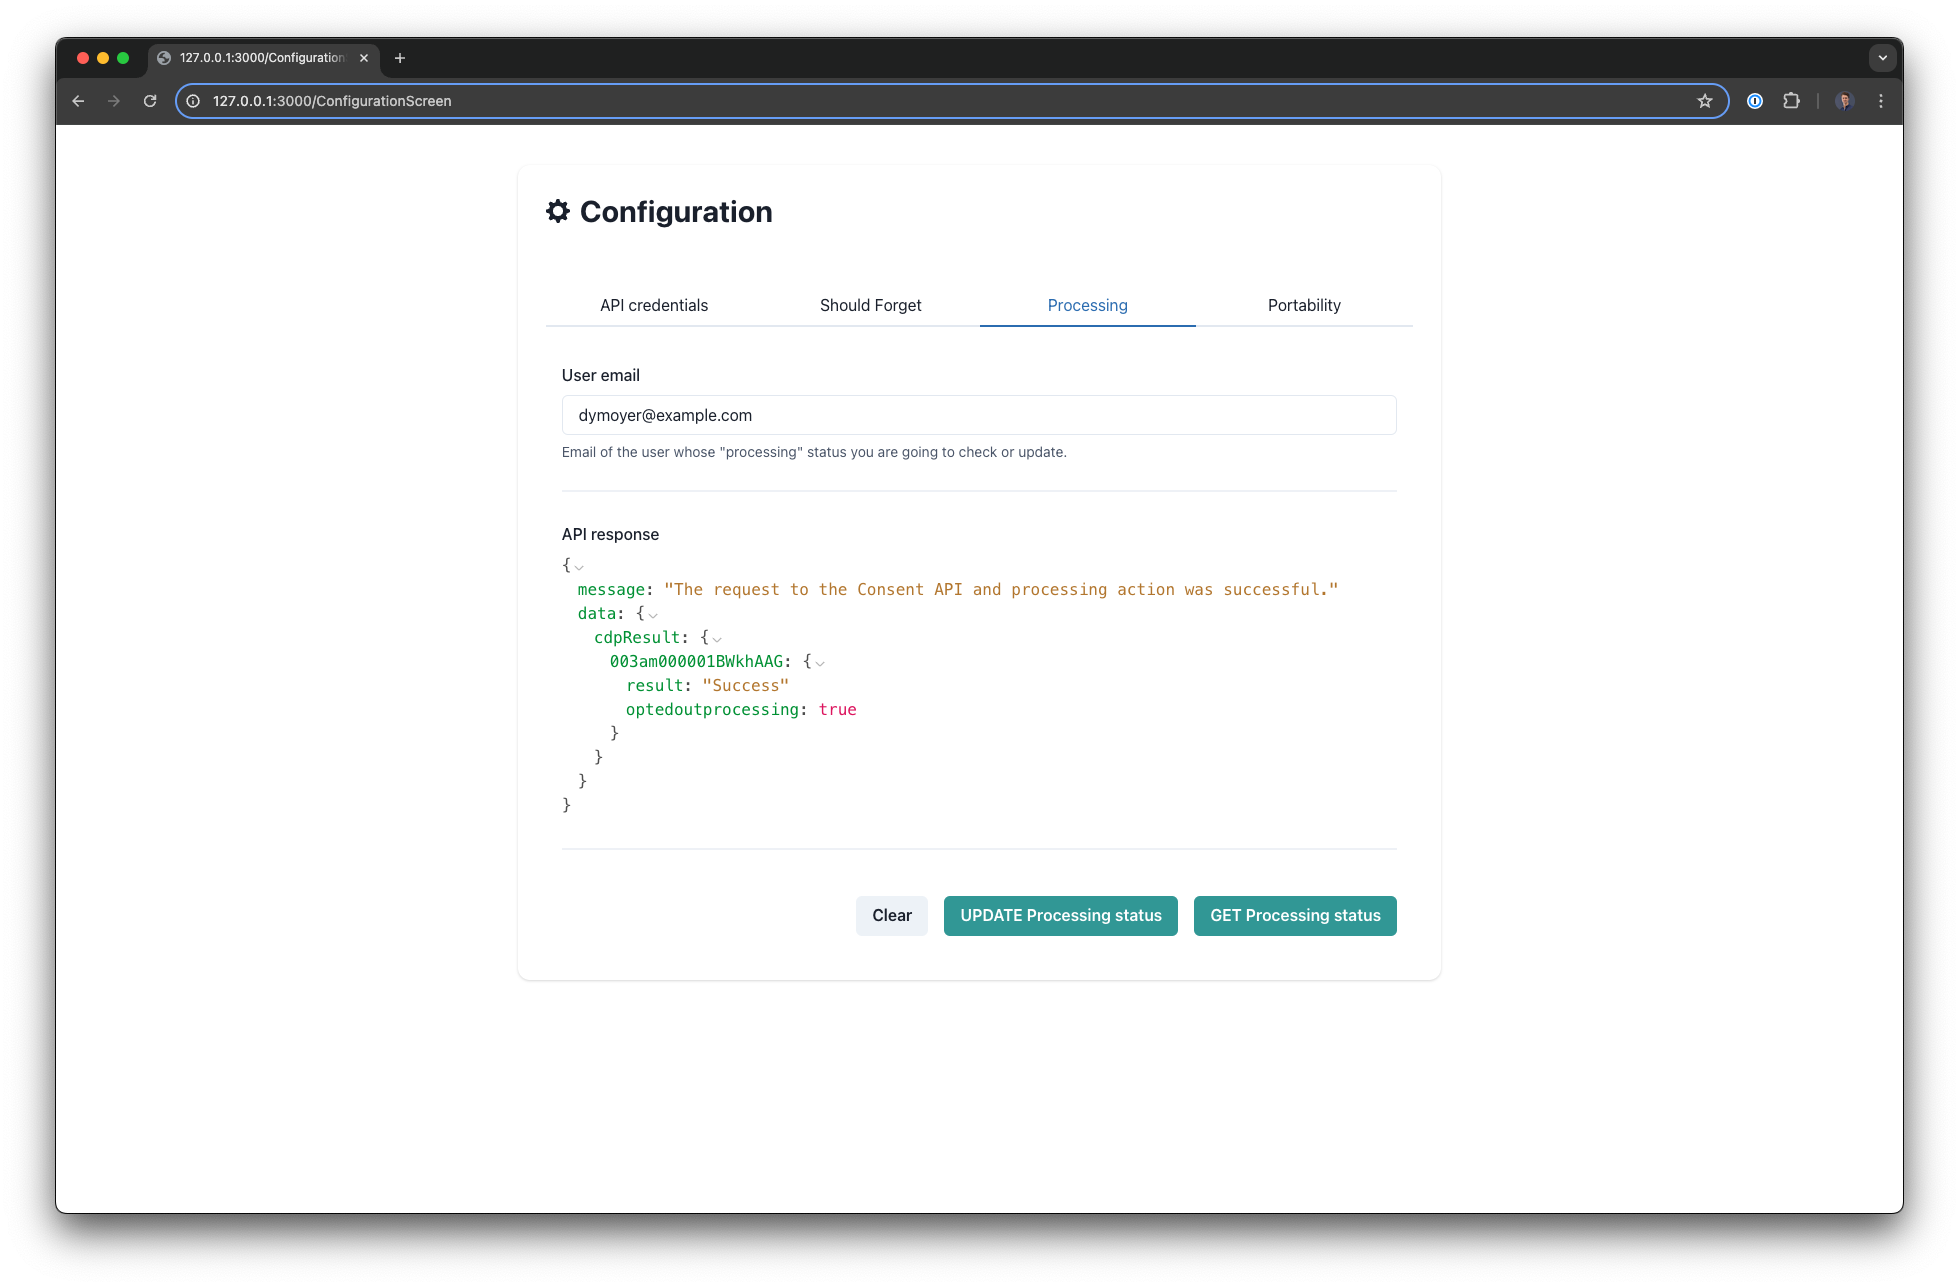 127.0.0.1:3000/Configuration
127.0.0.1:3000/ConfigurationScreen
Configuration
API credentials Should Forget Processing Portability
User email
dymoyer@example.com
Email of the user whose "processing" status you are going to check or update.
API response
{
message: "The request to the Consent API and processing action was successful."
data: {
cdpResult: {
003am000001BWkhAAG: {
result: "Success"
optedoutprocessing: true
}
}
}
}
Clear UPDATE Processing status GET Processing status